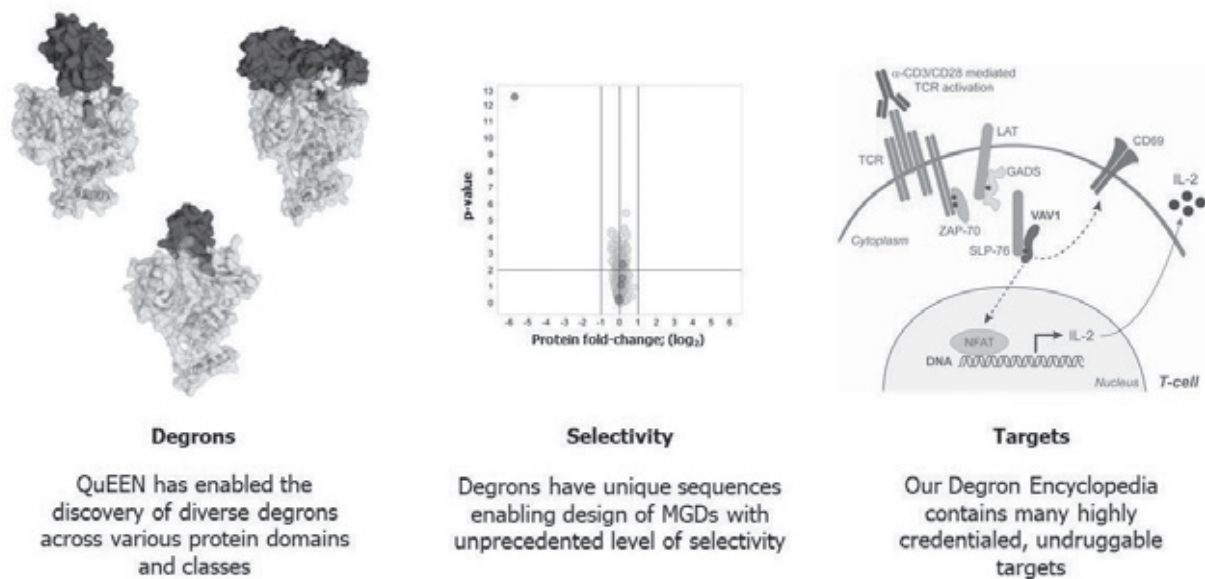 13
12
11
10
9
8
7
6
5
4
3
2
1
0
p-value
-6 -5 -4 -3 -2 -1 0 1 2 3 4 5 6
Protein fold-change; (log₂)
α-CD3/CD28 mediated
TCR activation
LAT
CD69
TCR
GADS
IL-2
VAV1
ZAP-70
Cytoplasm
SLP-76
NFAT
IL-2
DNA
Nucleus
T-cell
Degrons
QuEEN has enabled the
discovery of diverse degrons
across various protein domains
and classes
Selectivity
Degrons have unique sequences
enabling design of MGDs with
unprecedented level of selectivity
Targets
Our Degron Encyclopedia
contains many highly
credentialed, undruggable
targets